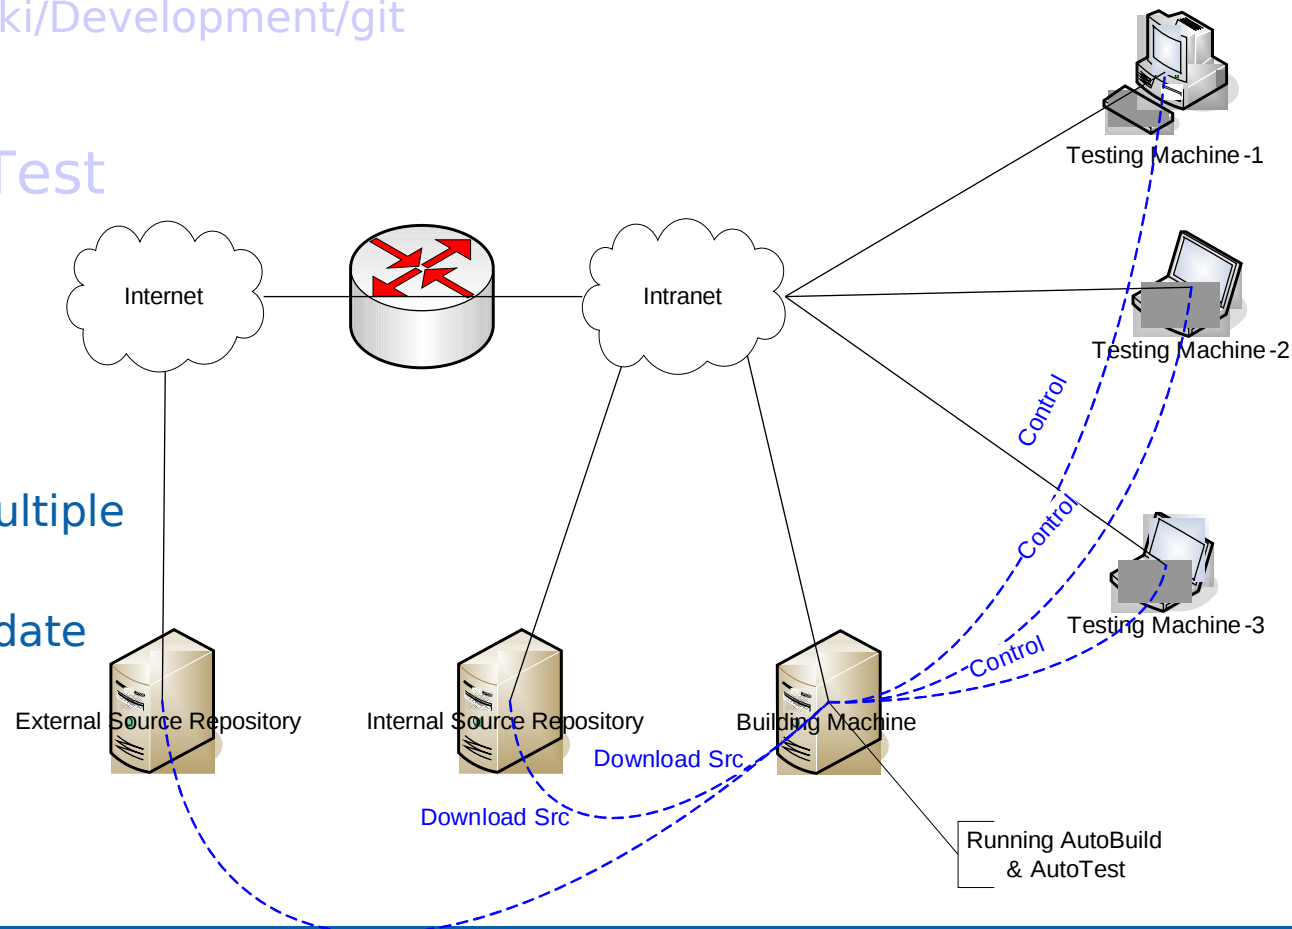 ki/Development/git
Test
ultiple
date
Testing Machine-1
Internet
Intranet
Testing Machine-2
Control
Control
Testing Machine-3
Control
External Source Repository
Internal Source Repository
Building Machine
Download Src
Download Src
Running AutoBuild
& AutoTest